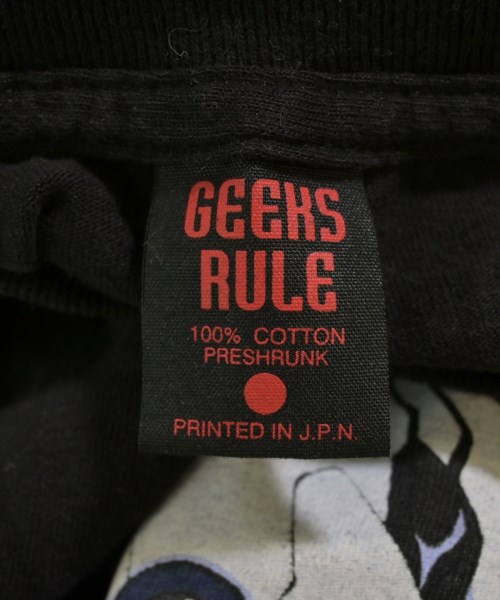 GEEKS
RULE
100% COTTON
PRESHRUNK
PRINTED IN J.P.N.